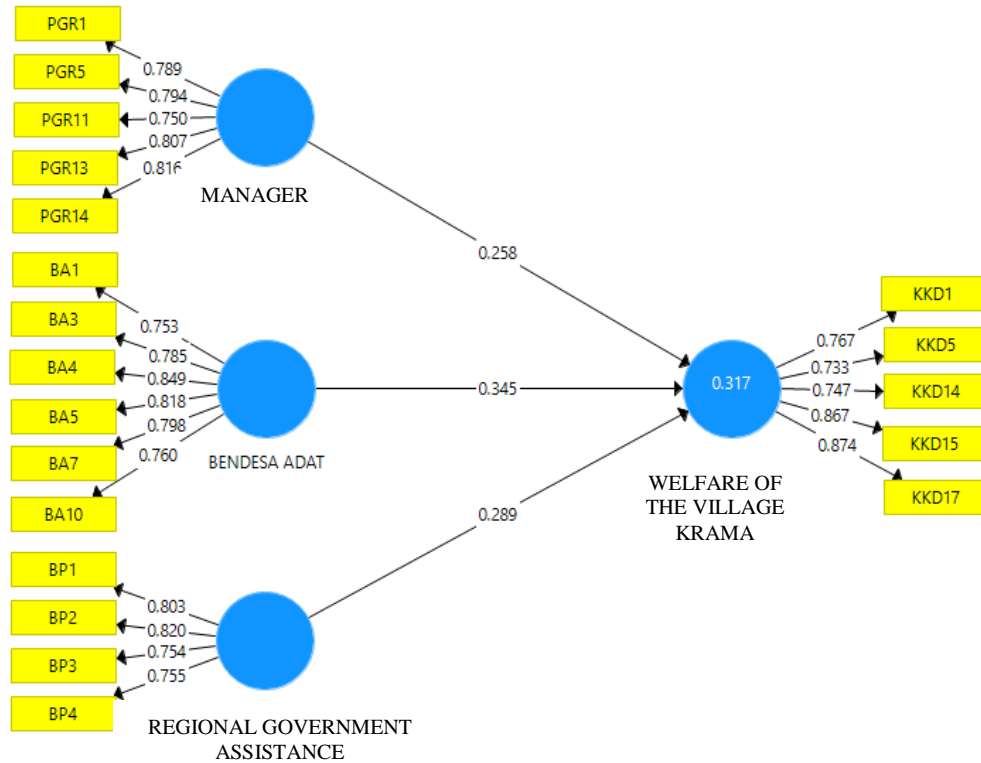 PGR1
0.789
PGR5
0.794
PGR11
0.750
PGR13
0.807
PGR14
0.816
MANAGER
0.258
BA1
0.753
BA3
0.785
BA4
0.849
BA5
0.818
BA7
0.798
BA10
0.760
BENDESA ADAT
0.345
BP1
0.803
BP2
0.820
BP3
0.754
BP4
0.755
REGIONAL GOVERNMENT
ASSISTANCE
0.289
0.317
WELFARE OF
THE VILLAGE
KRAMA
KKD1
0.767
KKD5
0.733
KKD14
0.747
KKD15
0.867
KKD17
0.874